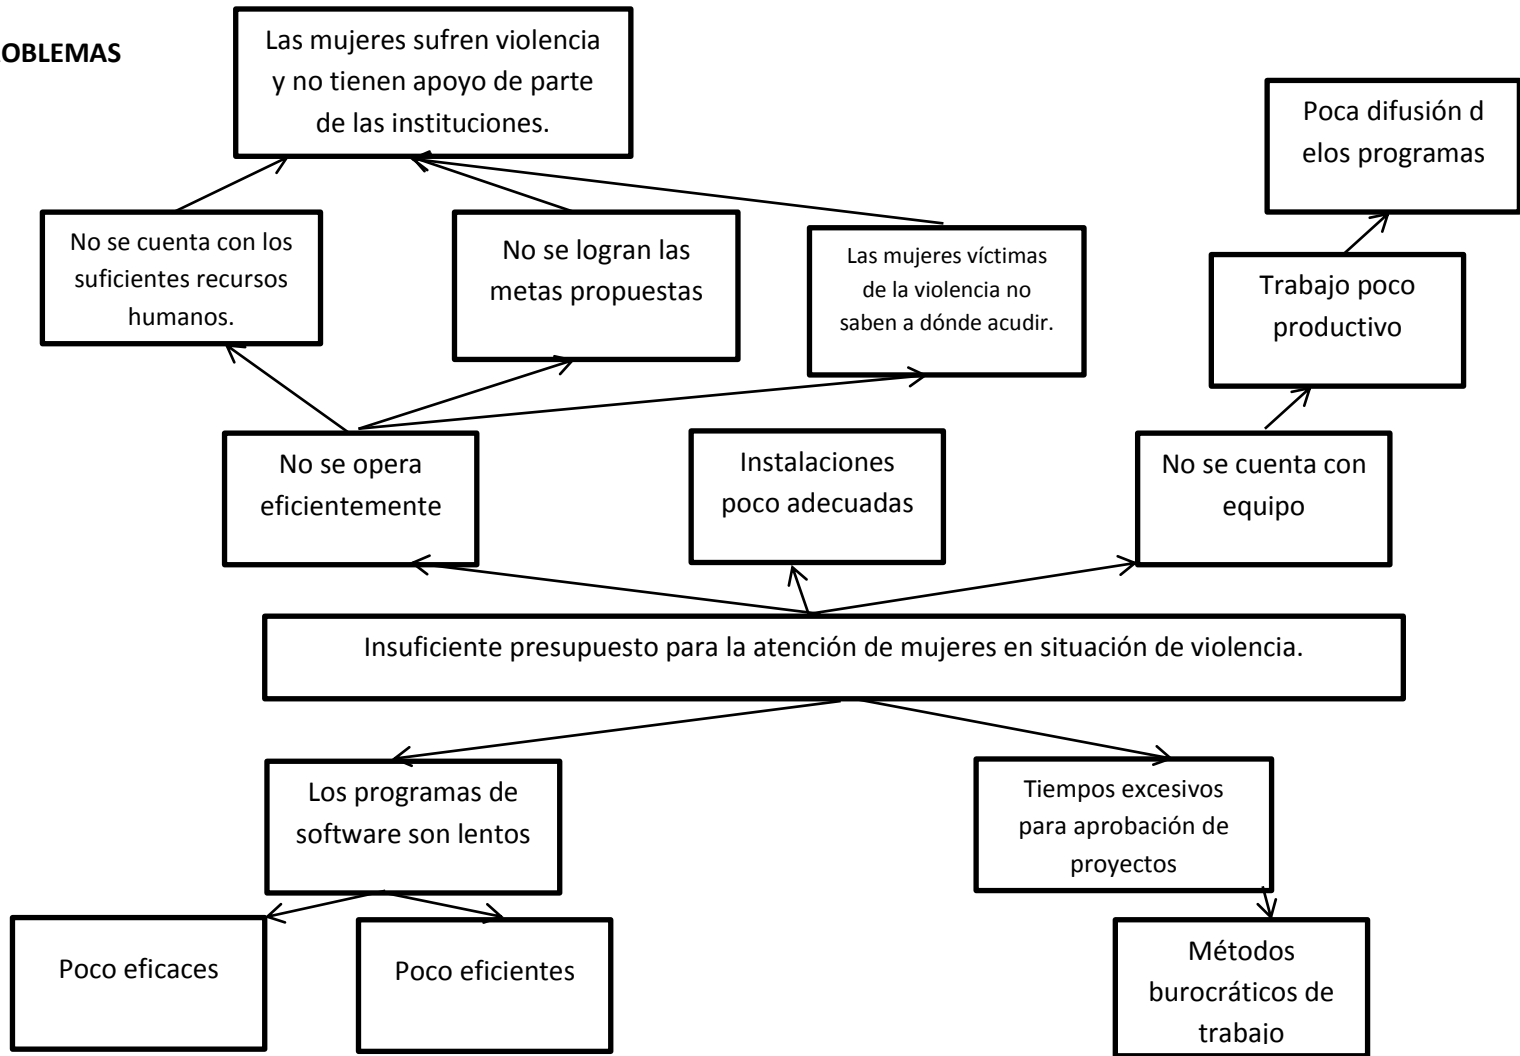 OBLEMAS
Las mujeres sufren violencia
y no tienen apoyo de parte
de las instituciones.
Poca difusión d
elos programas
No se cuenta con los
suficientes recursos
humanos.
No se logran las
metas propuestas
Las mujeres víctimas
de la violencia no
saben a dónde acudir.
Trabajo poco
productivo
No se opera
eficientemente
Instalaciones
poco adecuadas
No se cuenta con
equipo
Insuficiente presupuesto para la atención de mujeres en situación de violencia.
Los programas de
software son lentos
Tiempos excesivos
para aprobación de
proyectos
Poco eficaces
Poco eficientes
Métodos
burocráticos de
trabajo